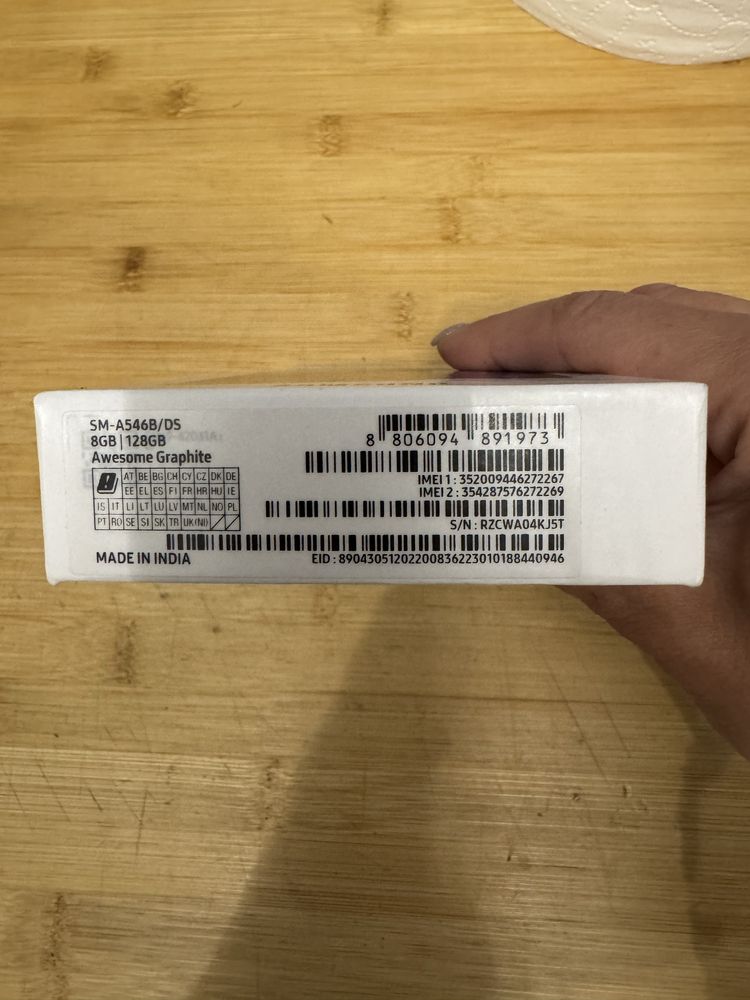 SM-A546B/DS
8GB | 128GB
Awesome Graphite
AT BE BG CH CY CZ DK DE
EE EL ES FI FR HR HU IE
IS IT LI LT LU LV MT NL NO PL
PT RO SE SI SK TR UK(NI)
MADE IN INDIA
8 806094 891973
IMEI 1 : 352009446272267
IMEI 2 : 354287576272269
S/N : RZCWA04KJ5T
EID : 89043051202200836223010188440946